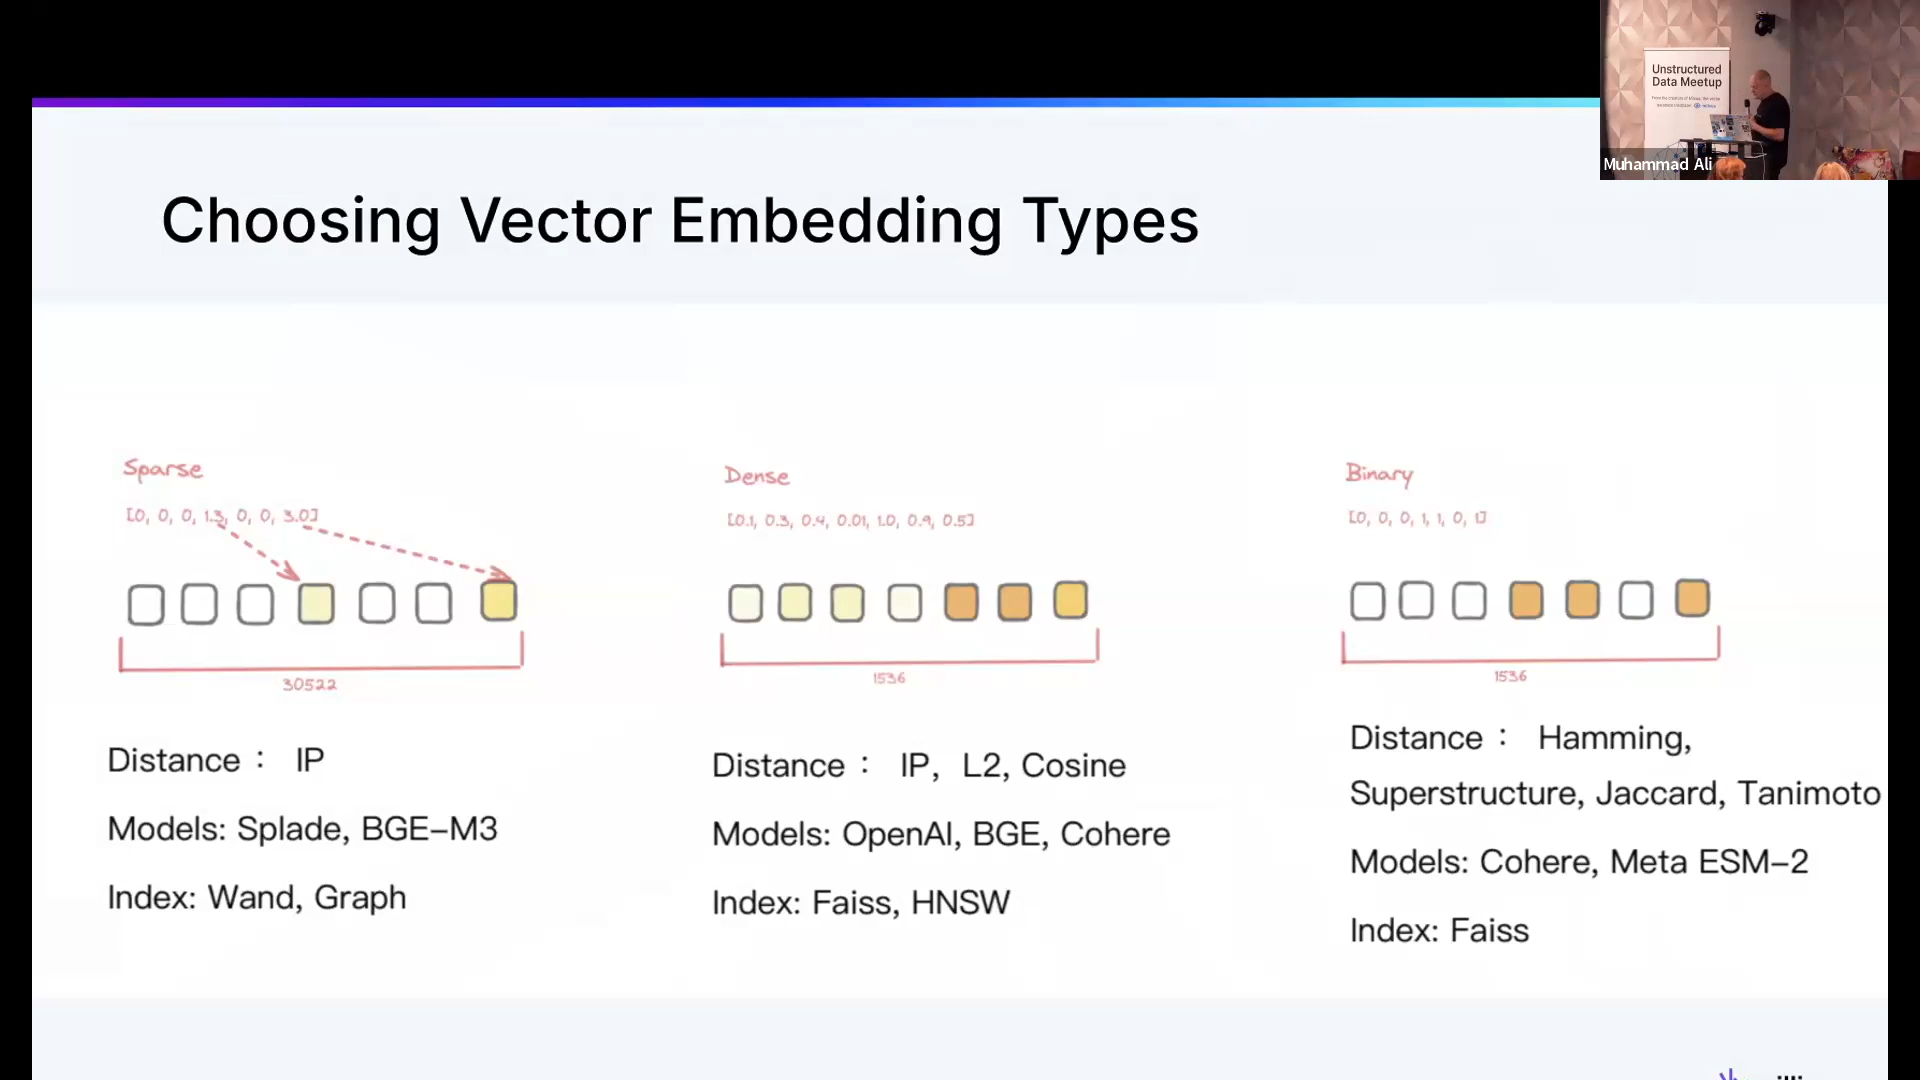 Unstructured
Data Meetup
Muhammad Ali
Choosing Vector Embedding Types
Sparse
[0, 0, 0, 1.3, 0, 0, 3.0]
30522
Distance： IP
Models: Splade, BGE-M3
Index: Wand, Graph
Dense
[0.1, 0.3, 0.4, 0.01, 1.0, 0.9, 0.5]
1536
Distance： IP, L2, Cosine
Models: OpenAI, BGE, Cohere
Index: Faiss, HNSW
Binary
[0, 0, 0, 1, 1, 0, 1]
1536
Distance： Hamming,
Superstructure, Jaccard, Tanimoto
Models: Cohere, Meta ESM-2
Index: Faiss